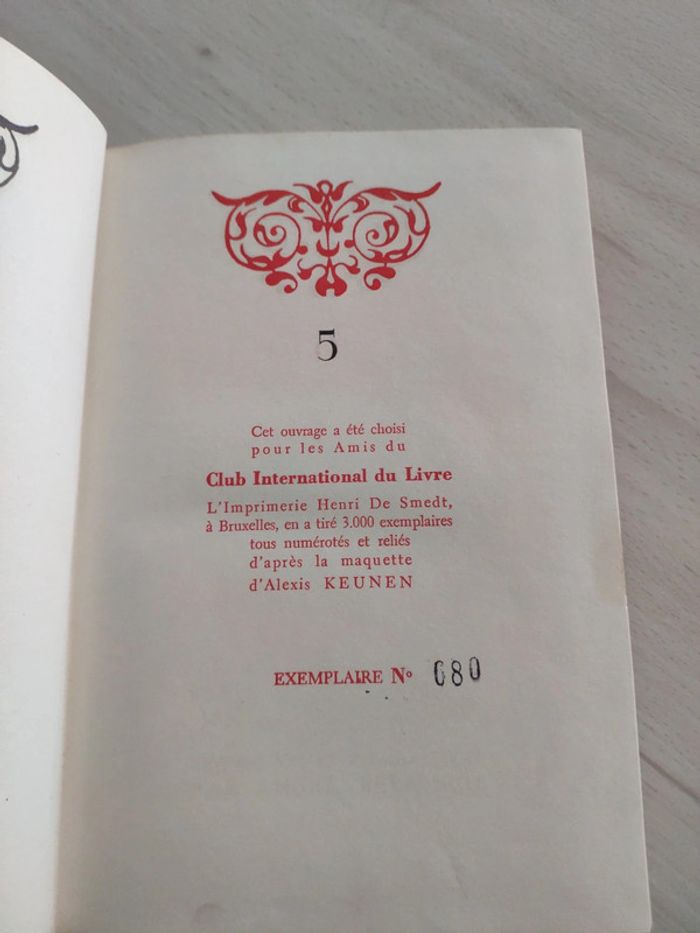 5
Cet ouvrage a été choisi
pour les Amis du
Club International du Livre
L'Imprimerie Henri De Smedt,
à Bruxelles, en a tiré 3.000 exemplaires
tous numérotés et reliés
d'après la maquette
d'Alexis KEUNEN
EXEMPLAIRE Nº 080